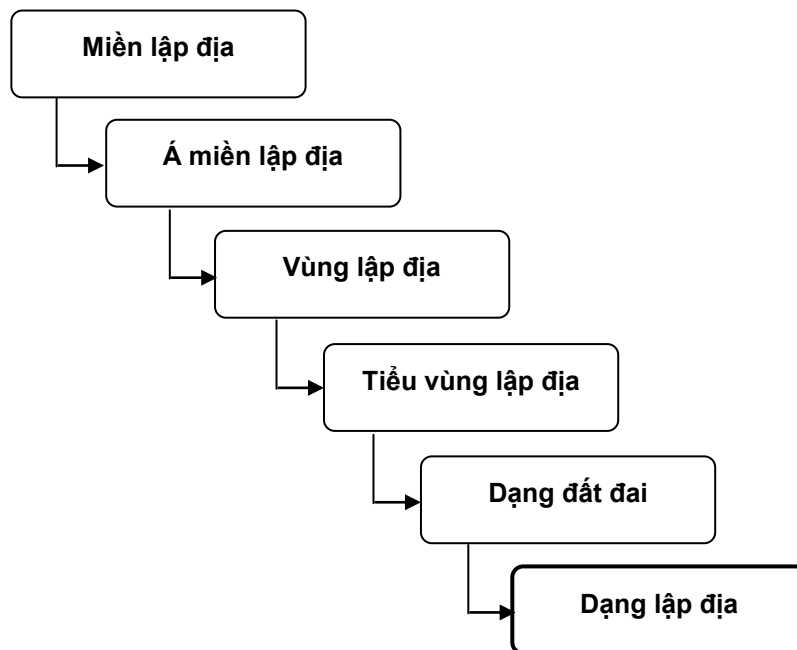 Miền lập địa
Á miền lập địa
Vùng lập địa
Tiểu vùng lập địa
Dạng đất đai
Dạng lập địa